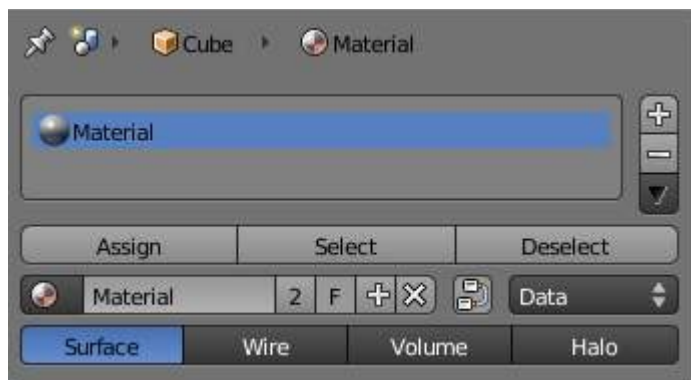 Cube Material
Material
Assign Select Deselect
Material 2 F Data
Surface Wire Volume Halo